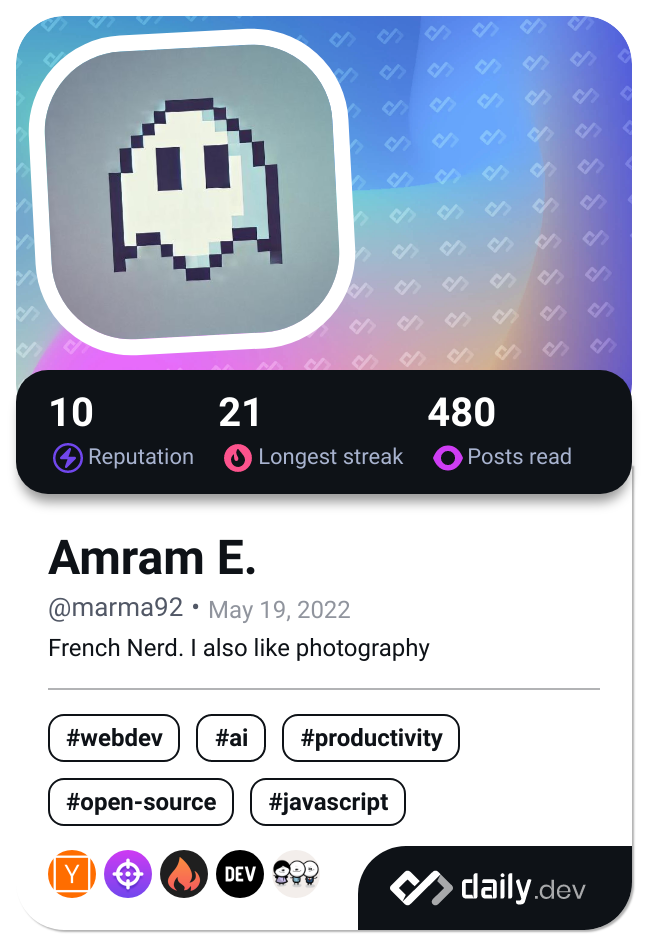 10 21 480
Reputation Longest streak Posts read
Amram E.
@marma92 • May 19, 2022
French Nerd. I also like photography
#webdev #ai #productivity
#open-source #javascript
Y DEV daily.dev